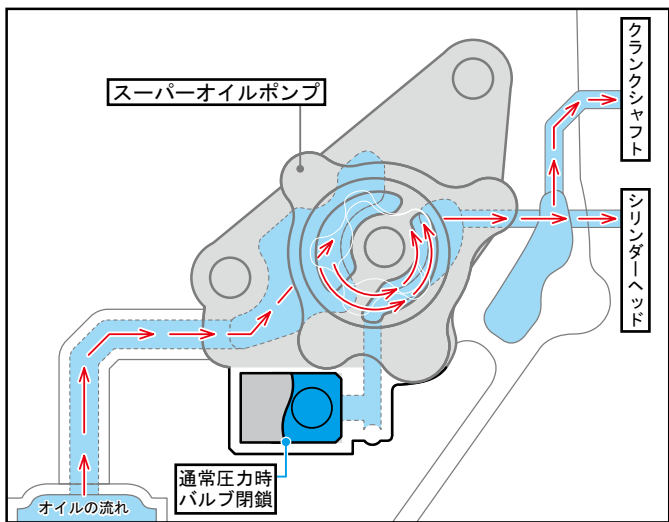 スーパーオイルポンプ
クランクシャフト
シリンダーヘッド
通常圧力時
バルブ閉鎖
オイルの流れ